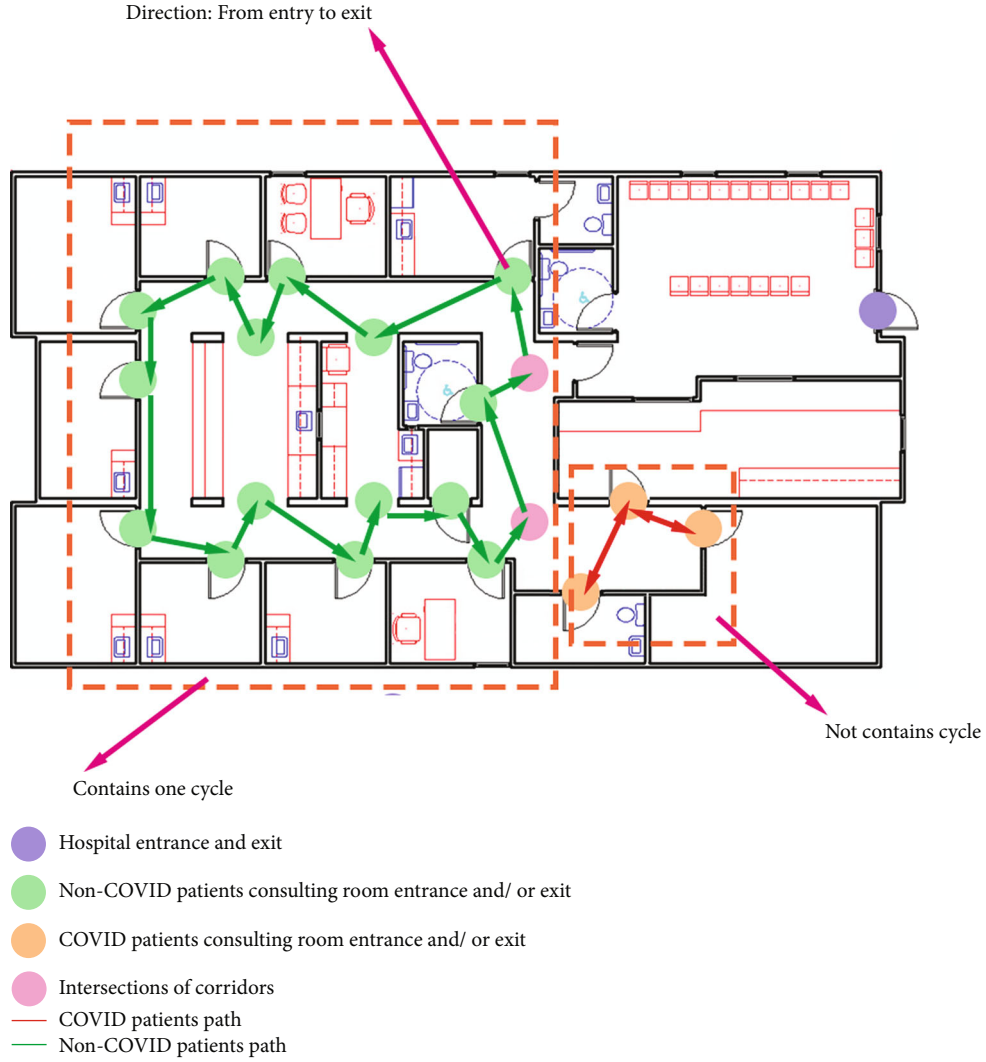 Direction: From entry to exit
Not contains cycle
Contains one cycle
Hospital entrance and exit
Non-COVID patients consulting room entrance and/ or exit
COVID patients consulting room entrance and/ or exit
Intersections of corridors
COVID patients path
Non-COVID patients path